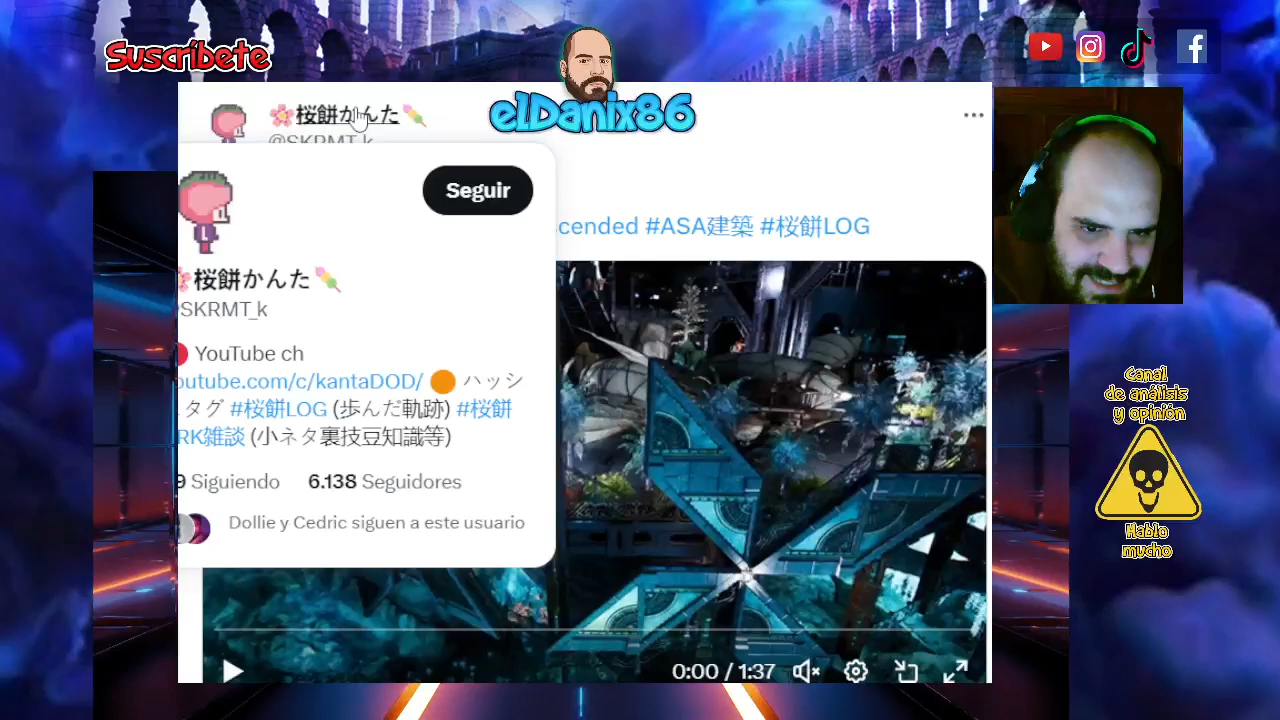 Suscríbete
elDanix86
🌸桜餅かんた🍡
@SKRMT_k
Seguir
scended #ASA建築 #桜餅LOG
🌸桜餅かんた🍡
@SKRMT_k
YouTube ch
outube.com/c/kantaDOD/ 🟠 ハッシ
タグ #桜餅LOG (歩んだ軌跡) #桜餅
RK雑談 (小ネタ裏技豆知識等)
9 Siguiendo 6.138 Seguidores
Dollie y Cedric siguen a este usuario
0:00 / 1:37
Canal
de análisis
y opinión
Hablo
mucho